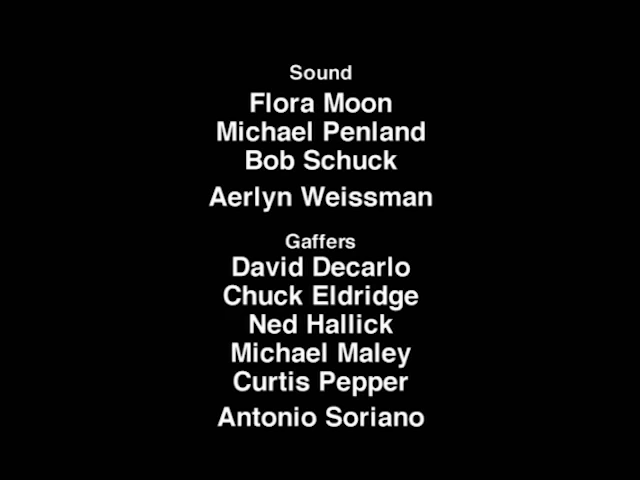 Sound
Flora Moon
Michael Penland
Bob Schuck
Aerlyn Weissman
Gaffers
David Decarlo
Chuck Eldridge
Ned Hallick
Michael Maley
Curtis Pepper
Antonio Soriano